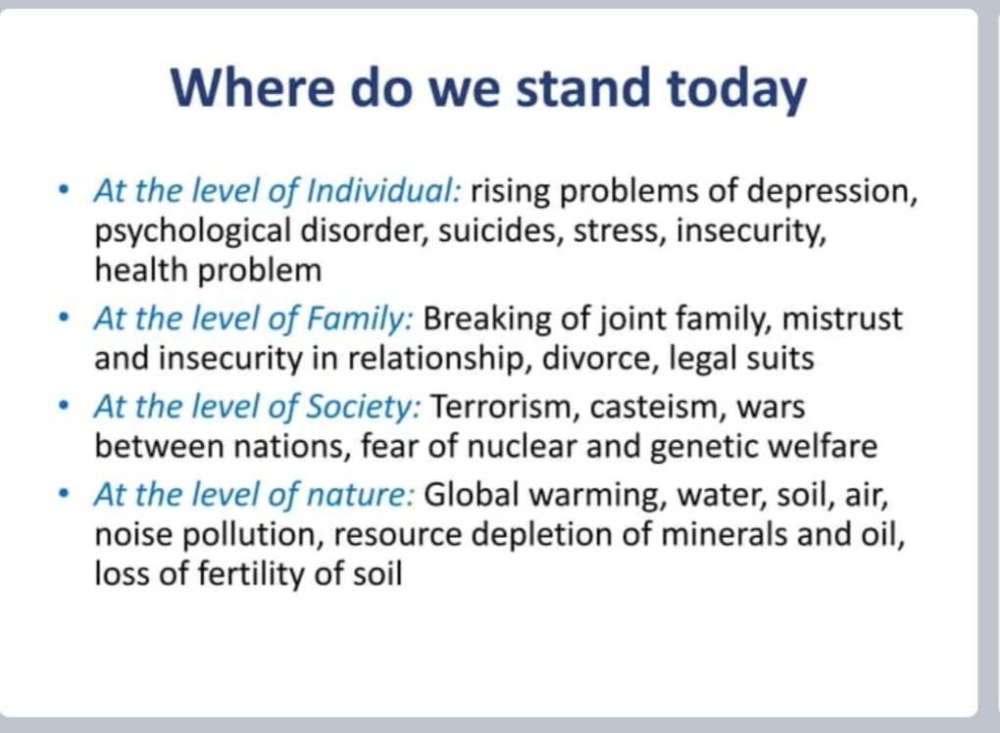 Where do we stand today
• At the level of Individual: rising problems of depression,
psychological disorder, suicides, stress, insecurity,
health problem
• At the level of Family: Breaking of joint family, mistrust
and insecurity in relationship, divorce, legal suits
• At the level of Society: Terrorism, casteism, wars
between nations, fear of nuclear and genetic welfare
• At the level of nature: Global warming, water, soil, air,
noise pollution, resource depletion of minerals and oil,
loss of fertility of soil